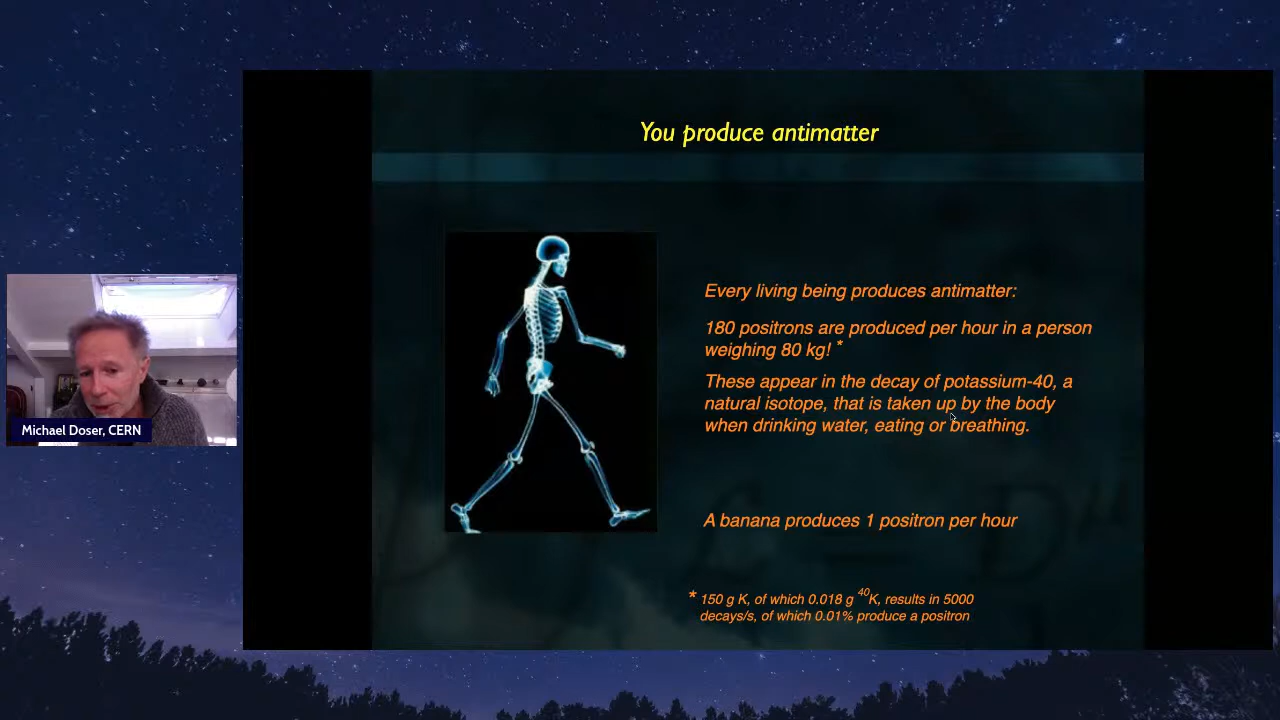 You produce antimatter
Every living being produces antimatter:
180 positrons are produced per hour in a person
weighing 80 kg! *
These appear in the decay of potassium-40, a
natural isotope, that is taken up by the body
when drinking water, eating or breathing.
A banana produces 1 positron per hour
* 150 g K, of which 0.018 g ⁴⁰K, results in 5000
decays/s, of which 0.01% produce a positron
Michael Doser, CERN